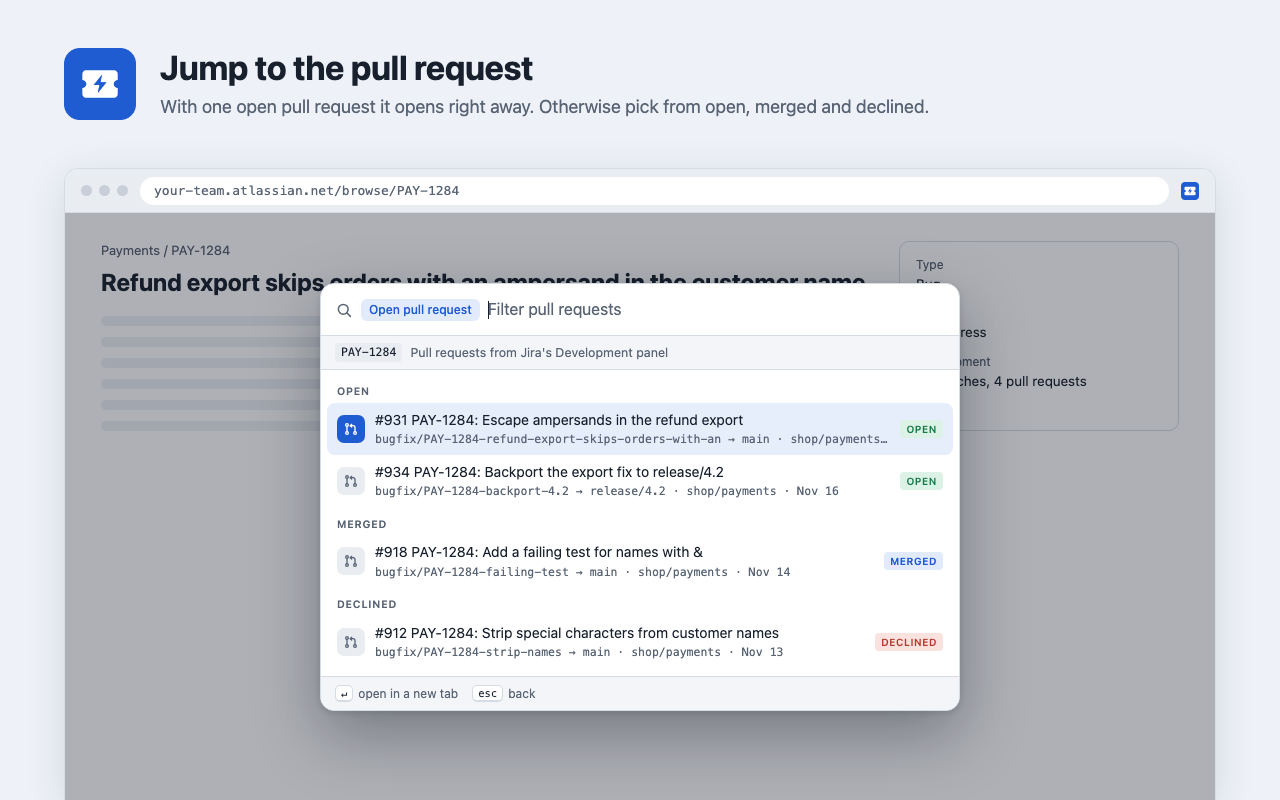 Jump to the pull request
With one open pull request it opens right away. Otherwise pick from open, merged and declined.
your-team.atlassian.net/browse/PAY-1284
Payments / PAY-1284
Refund export skips orders with an ampersand in the customer name
Type
Open pull request
Filter pull requests
PAY-1284 Pull requests from Jira's Development panel
4 pull requests
OPEN
#931 PAY-1284: Escape ampersands in the refund export
bugfix/PAY-1284-refund-export-skips-orders-with-an → main · shop/payments…
OPEN
#934 PAY-1284: Backport the export fix to release/4.2
bugfix/PAY-1284-backport-4.2 → release/4.2 · shop/payments · Nov 16
OPEN
MERGED
#918 PAY-1284: Add a failing test for names with &
bugfix/PAY-1284-failing-test → main · shop/payments · Nov 14
MERGED
DECLINED
#912 PAY-1284: Strip special characters from customer names
bugfix/PAY-1284-strip-names → main · shop/payments · Nov 13
DECLINED
↵ open in a new tab esc back